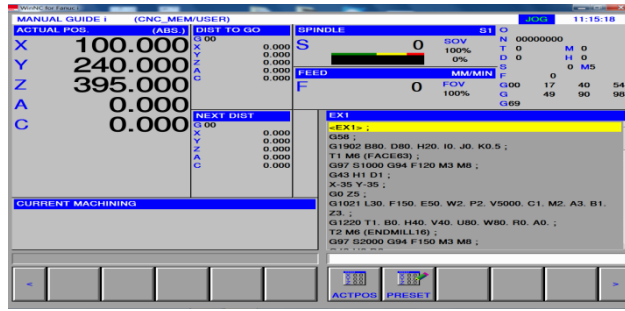 WinNC for Fanuc i
MANUAL GUIDE i (CNC_MEM/USER) JOG 11:15:18
ACTUAL POS. (ABS.)
X 100.000
Y 240.000
Z 395.000
A 0.000
C 0.000
DIST TO GO
G 00
X 0.000
Y 0.000
Z 0.000
A 0.000
C 0.000
NEXT DIST
G 00
X 0.000
Y 0.000
Z 0.000
A 0.000
C 0.000
SPINDLE S1
S 0 SOV
100%
0%
FEED MM/MIN
F 0 FOV
100%
O
N 00000000
T 0 M 0
D 0 H 0
S 0 M5
F 0
G00 17 40 54
G 49 90 98
G69
EX1
<EX1> ;
G58 ;
G1902 B80. D80. H20. I0. J0. K0.5 ;
T1 M6 (FACE63) ;
G97 S1000 G94 F120 M3 M8 ;
G43 H1 D1 ;
X-35 Y-35 ;
G0 Z5 ;
G1021 L30. F150. E50. W2. P2. V5000. C1. M2. A3. B1.
Z3. ;
G1220 T1. B0. H40. V40. U80. W80. R0. A0. ;
T2 M6 (ENDMILL16) ;
G97 S2000 G94 F150 M3 M8 ;
CURRENT MACHINING
< ACTPOS PRESET >